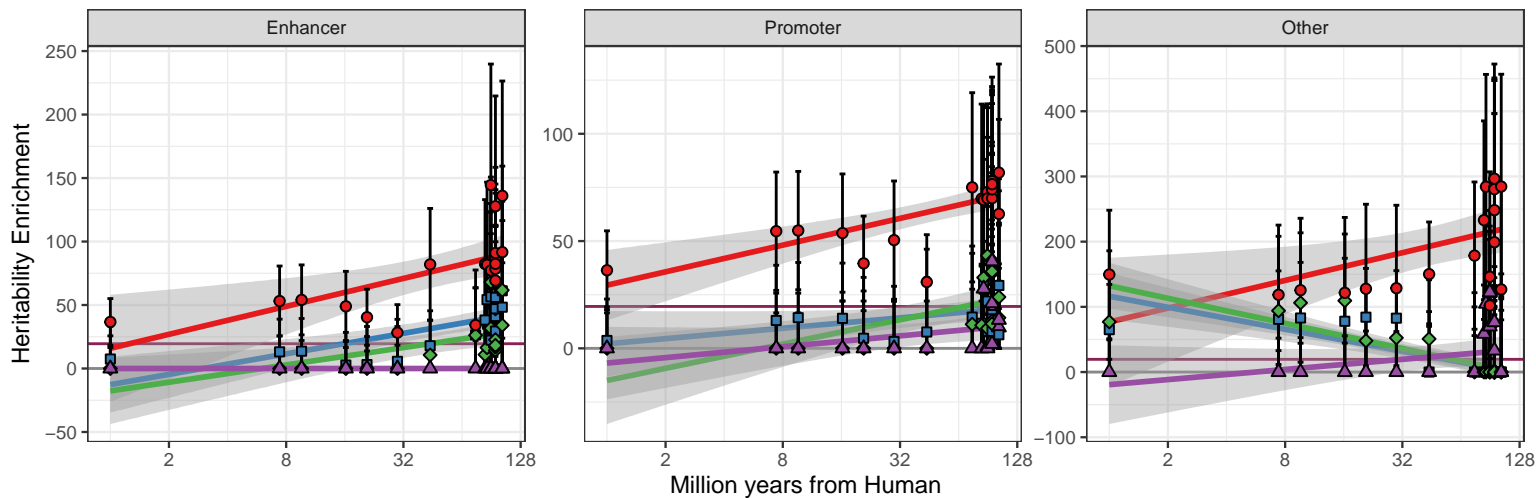 Enhancer
Promoter
Other
Heritability Enrichment
250
200
150
100
50
0
−50
100
50
0
500
400
300
200
100
0
−100
2 8 32 128
2 8 32 128
2 8 32 128
Million years from Human